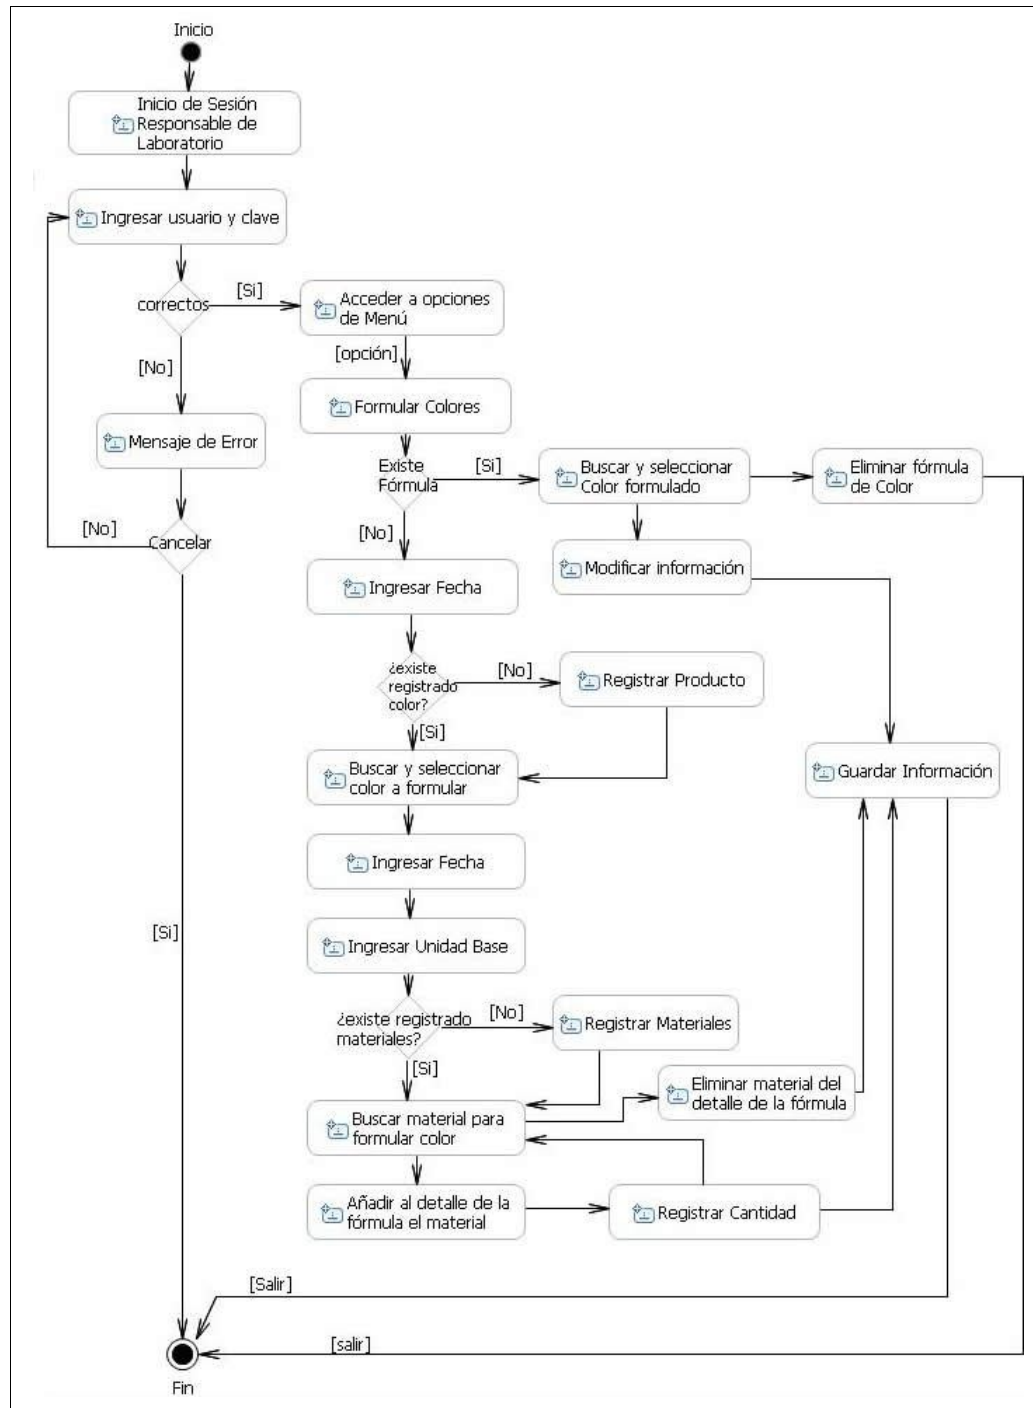 Inicio
Inicio de Sesión
Responsable de
Laboratorio
Ingresar usuario y clave
correctos
[Si]
Acceder a opciones
de Menú
[opción]
[No]
Formular Colores
Mensaje de Error
Existe
Fórmula
[Si]
Buscar y seleccionar
Color formulado
Eliminar fórmula
de Color
[No]
Cancelar
[No]
Modificar información
Ingresar Fecha
¿existe
registrado
color?
[No]
Registrar Producto
[Si]
Buscar y seleccionar
color a formular
Guardar Información
Ingresar Fecha
[Si]
Ingresar Unidad Base
¿existe registrado
materiales?
[No]
Registrar Materiales
[Si]
Eliminar material del
detalle de la fórmula
Buscar material para
formular color
Añadir al detalle de la
fórmula el material
Registrar Cantidad
[Salir]
[salir]
Fin